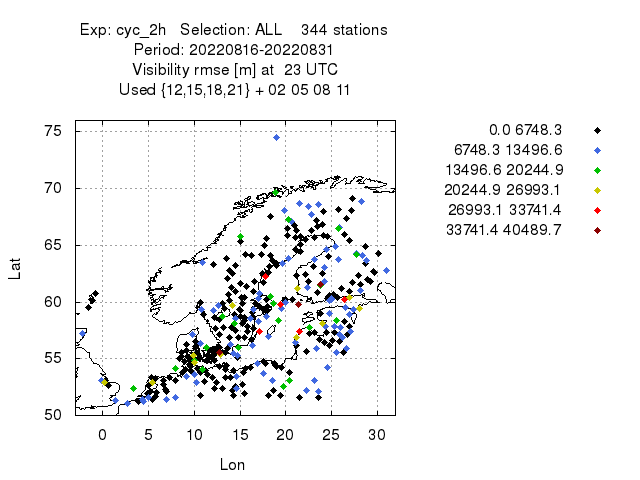 Exp: cyc_2h   Selection: ALL    344 stations
Period: 20220816-20220831
Visibility rmse [m] at  23 UTC
Used {12,15,18,21} + 02 05 08 11
0.0 6748.3
6748.3 13496.6
13496.6 20244.9
20244.9 26993.1
26993.1 33741.4
33741.4 40489.7
75
70
65
60
55
50
Lat
0 5 10 15 20 25 30
Lon